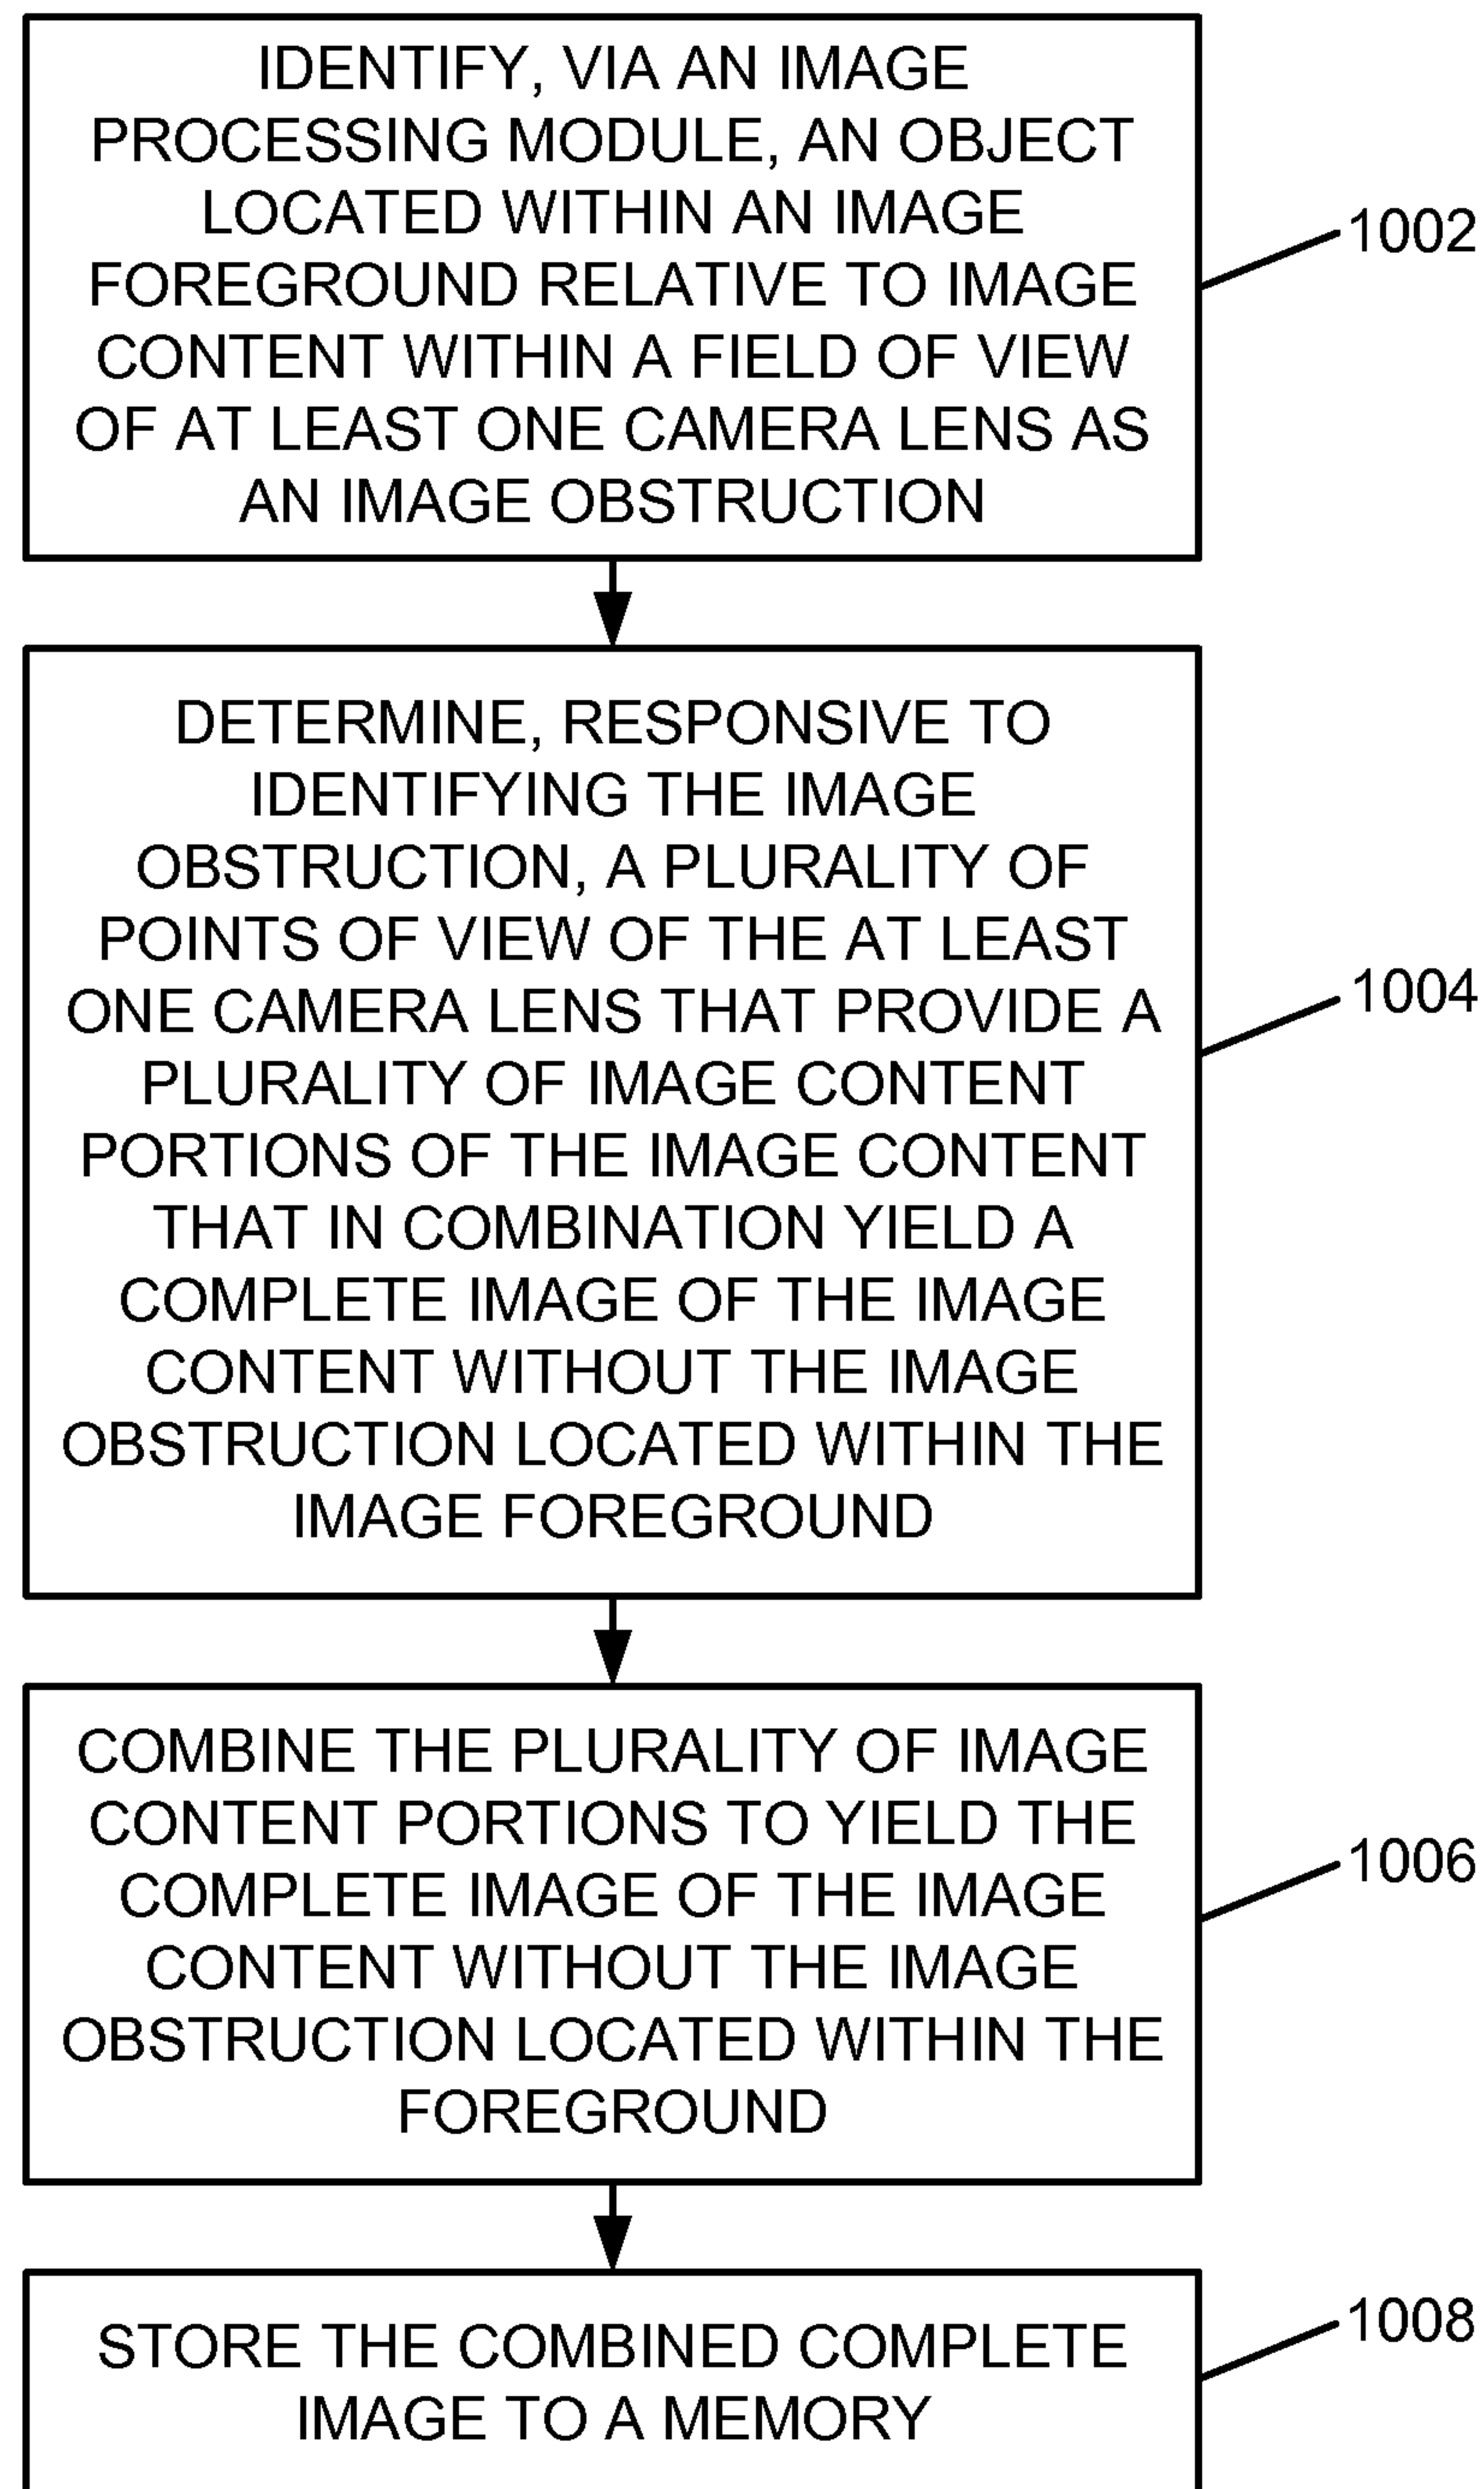 IDENTIFY, VIA AN IMAGE
PROCESSING MODULE, AN OBJECT
LOCATED WITHIN AN IMAGE
FOREGROUND RELATIVE TO IMAGE
CONTENT WITHIN A FIELD OF VIEW
OF AT LEAST ONE CAMERA LENS AS
AN IMAGE OBSTRUCTION
1002
DETERMINE, RESPONSIVE TO
IDENTIFYING THE IMAGE
OBSTRUCTION, A PLURALITY OF
POINTS OF VIEW OF THE AT LEAST
ONE CAMERA LENS THAT PROVIDE A
PLURALITY OF IMAGE CONTENT
PORTIONS OF THE IMAGE CONTENT
THAT IN COMBINATION YIELD A
COMPLETE IMAGE OF THE IMAGE
CONTENT WITHOUT THE IMAGE
OBSTRUCTION LOCATED WITHIN THE
IMAGE FOREGROUND
1004
COMBINE THE PLURALITY OF IMAGE
CONTENT PORTIONS TO YIELD THE
COMPLETE IMAGE OF THE IMAGE
CONTENT WITHOUT THE IMAGE
OBSTRUCTION LOCATED WITHIN THE
FOREGROUND
1006
STORE THE COMBINED COMPLETE
IMAGE TO A MEMORY
1008